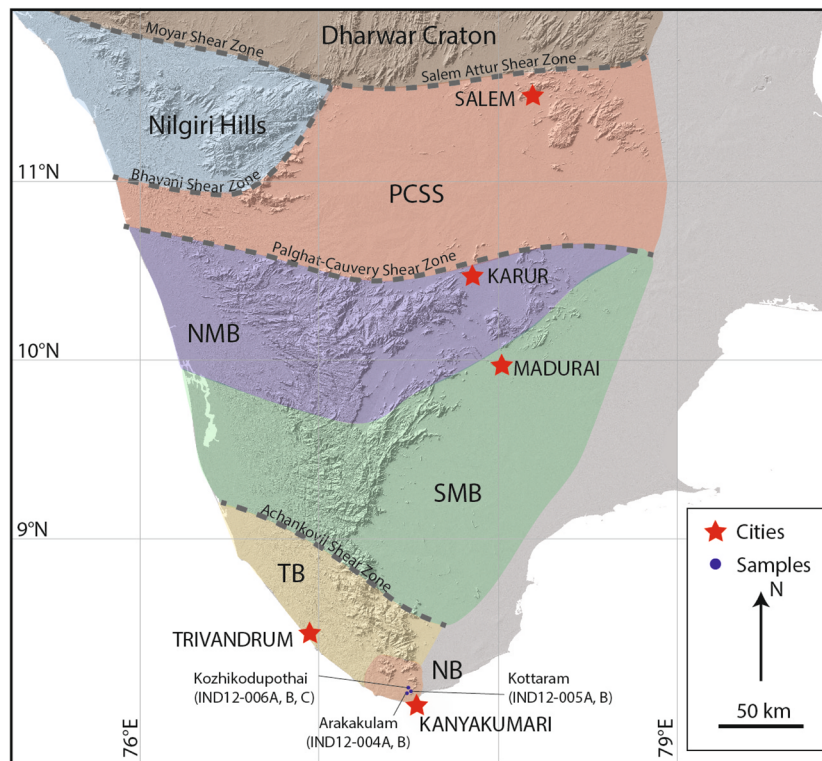 Moyar Shear Zone
Dharwar Craton
Salem Attur Shear Zone
SALEM
Nilgiri Hills
11°N
Bhavani Shear Zone
PCSS
Palghat-Cauvery Shear Zone
KARUR
NMB
10°N
MADURAI
SMB
9°N
Achankovil Shear Zone
TB
TRIVANDRUM
NB
Kozhikodupothai
(IND12-006A, B, C)
Kottaram
(IND12-005A, B)
Arakakulam
(IND12-004A, B)
KANYAKUMARI
76°E
79°E
Cities
Samples
N
50 km